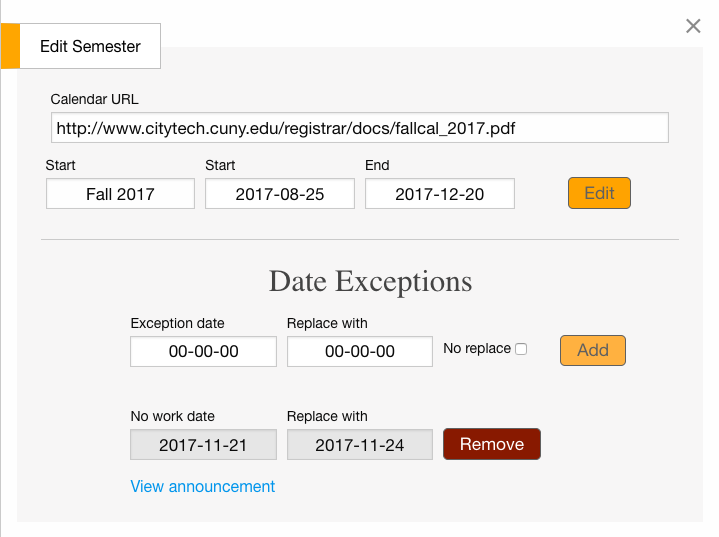 Edit Semester
Calendar URL
http://www.citytech.cuny.edu/registrar/docs/fallcal_2017.pdf
Start Start End
Fall 2017 2017-08-25 2017-12-20 Edit
Date Exceptions
Exception date Replace with
00-00-00 00-00-00 No replace Add
No work date Replace with
2017-11-21 2017-11-24 Remove
View announcement